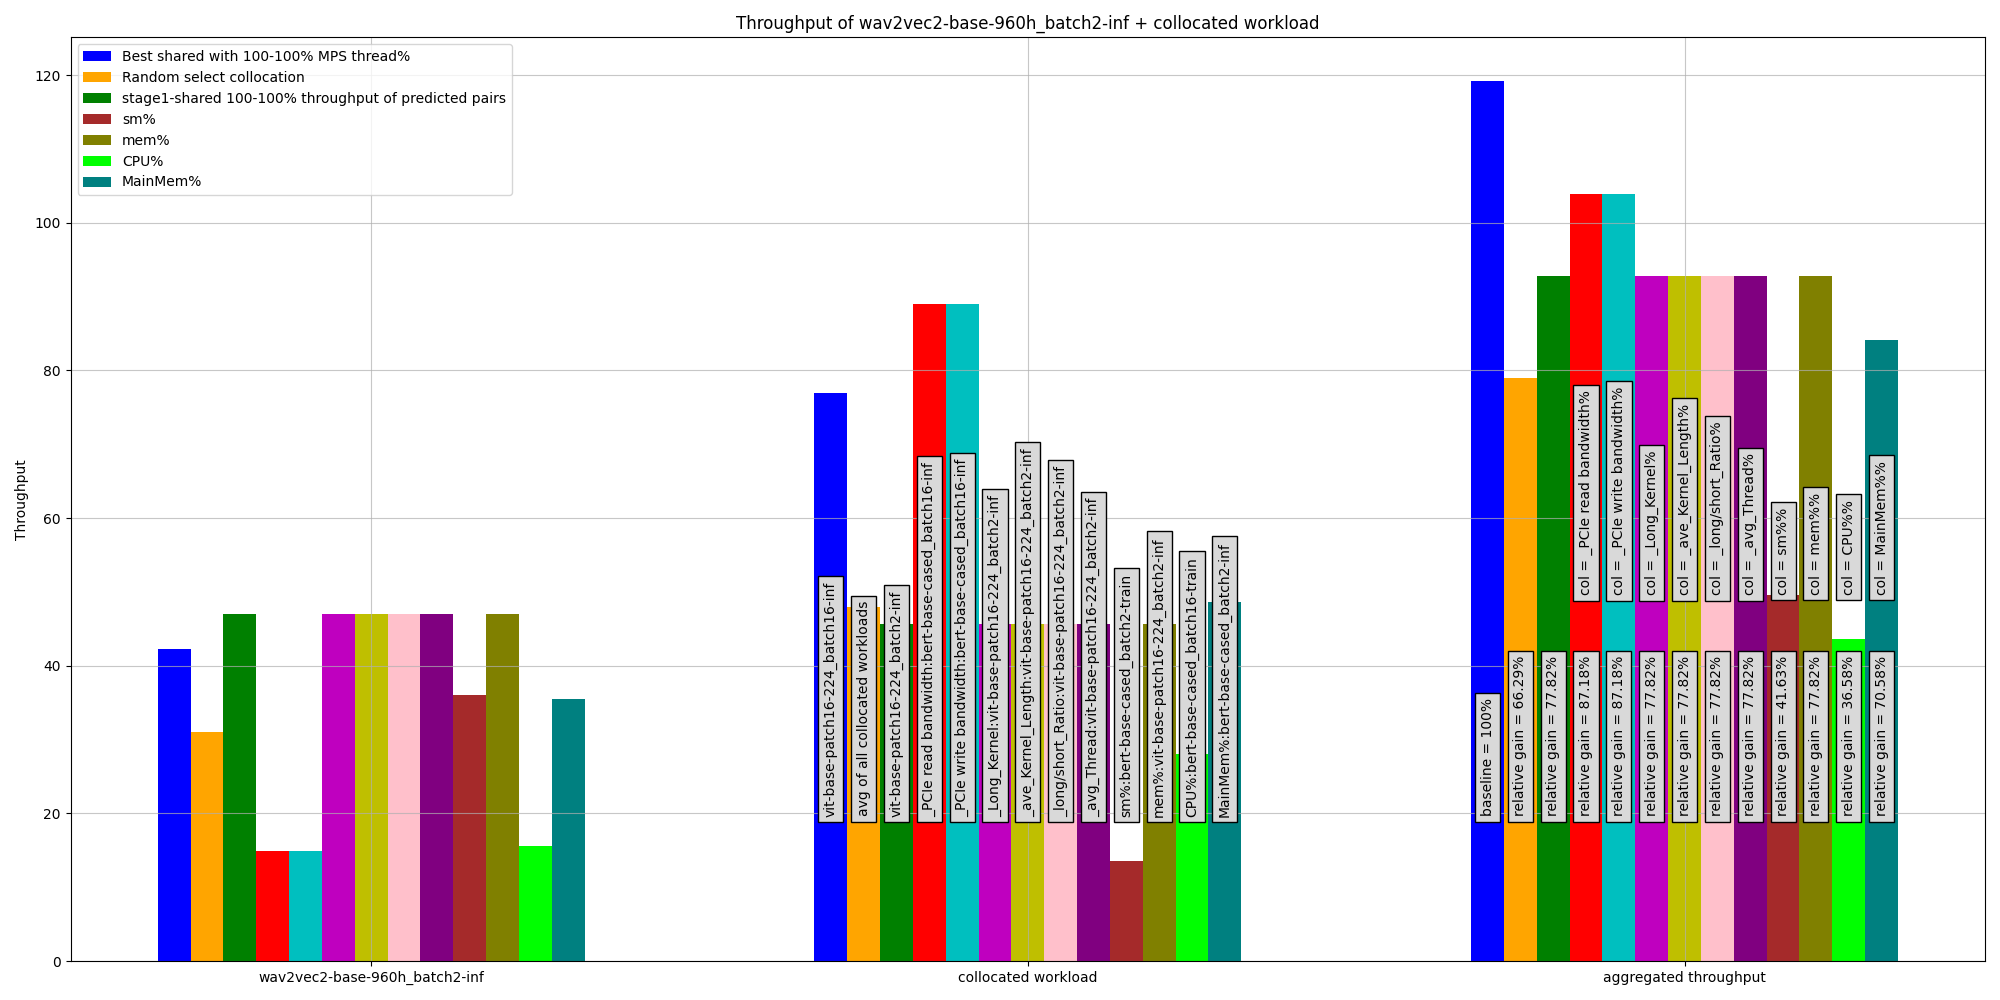 Throughput of wav2vec2-base-960h_batch2-inf + collocated workload
Best shared with 100-100% MPS thread%
Random select collocation
stage1-shared 100-100% throughput of predicted pairs
sm%
mem%
CPU%
MainMem%
Throughput
120
100
80
60
40
20
0
vit-base-patch16-224_batch16-inf
avg of all collocated workloads
vit-base-patch16-224_batch2-inf
_PCIe read bandwidth:bert-base-cased_batch16-inf
_PCIe write bandwidth:bert-base-cased_batch16-inf
_Long_Kernel:vit-base-patch16-224_batch2-inf
_ave_Kernel_Length:vit-base-patch16-224_batch2-inf
_long/short_Ratio:vit-base-patch16-224_batch2-inf
_avg_Thread:vit-base-patch16-224_batch2-inf
sm%:bert-base-cased_batch2-train
mem%:vit-base-patch16-224_batch2-inf
CPU%:bert-base-cased_batch16-train
MainMem%:bert-base-cased_batch2-inf
col = _PCIe read bandwidth%
col = _PCIe write bandwidth%
col = _Long_Kernel%
col = _ave_Kernel_Length%
col = _long/short_Ratio%
col = _avg_Thread%
col = sm%%
col = mem%%
col = CPU%%
col = MainMem%%
baseline = 100%
relative gain = 66.29%
relative gain = 77.82%
relative gain = 87.18%
relative gain = 87.18%
relative gain = 77.82%
relative gain = 77.82%
relative gain = 77.82%
relative gain = 77.82%
relative gain = 41.63%
relative gain = 77.82%
relative gain = 36.58%
relative gain = 70.58%
wav2vec2-base-960h_batch2-inf
collocated workload
aggregated throughput